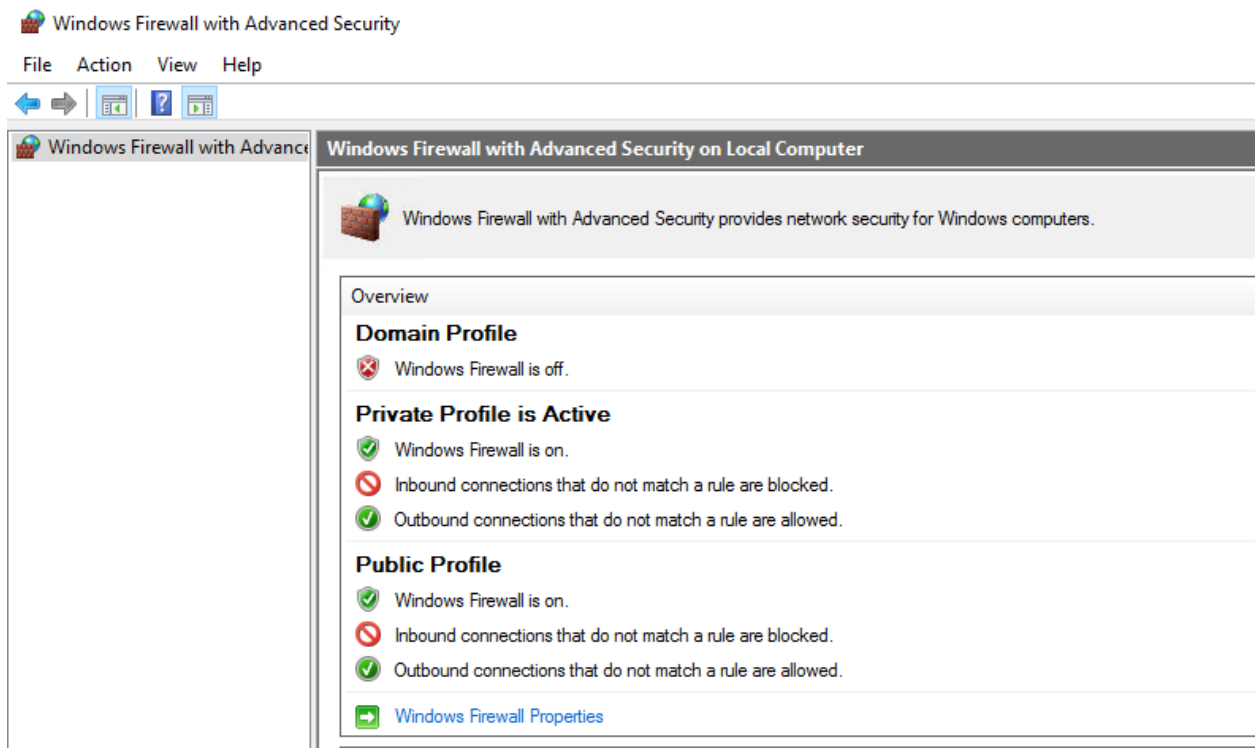 Windows Firewall with Advanced Security
File Action View Help
Windows Firewall with Advance
Windows Firewall with Advanced Security on Local Computer
Windows Firewall with Advanced Security provides network security for Windows computers.
Overview
Domain Profile
Windows Firewall is off.
Private Profile is Active
Windows Firewall is on.
Inbound connections that do not match a rule are blocked.
Outbound connections that do not match a rule are allowed.
Public Profile
Windows Firewall is on.
Inbound connections that do not match a rule are blocked.
Outbound connections that do not match a rule are allowed.
Windows Firewall Properties